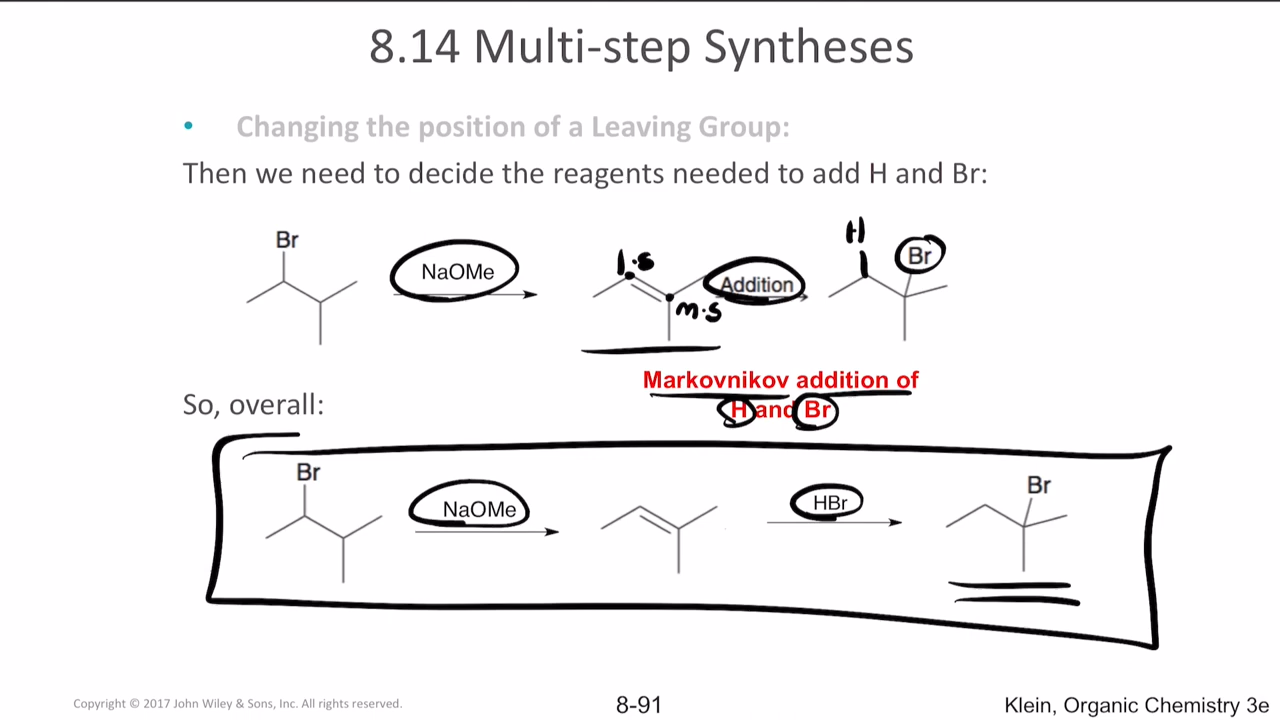 8.14 Multi-step Syntheses
• Changing the position of a Leaving Group:
Then we need to decide the reagents needed to add H and Br:
Br
NaOMe
l.s
m.s
Addition
H
Br
Markovnikov addition of
H and Br
So, overall:
Br
NaOMe
HBr
Br
Copyright © 2017 John Wiley & Sons, Inc. All rights reserved.
8-91
Klein, Organic Chemistry 3e